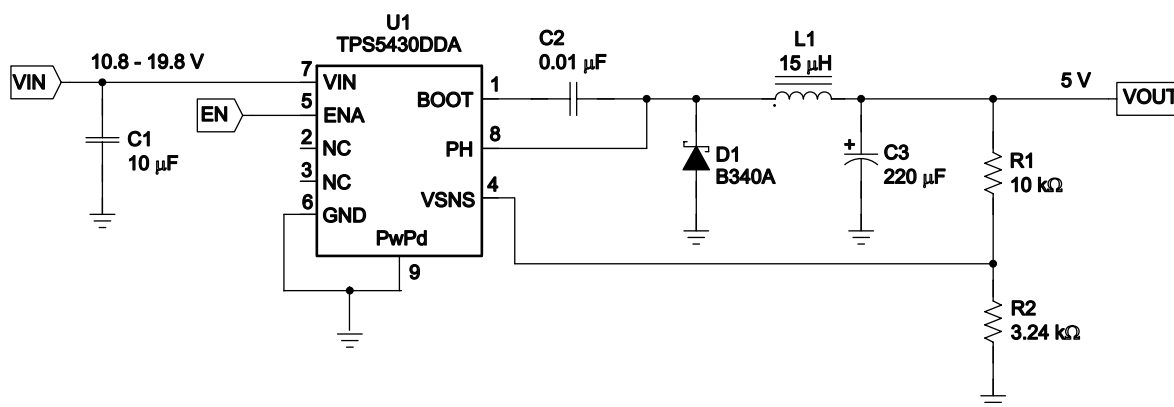 U1
TPS5430DDA
VIN
10.8 - 19.8 V
C1
10 μF
EN
7
5
2
3
6
VIN
ENA
NC
NC
GND
BOOT
PH
VSNS
PwPd
1
8
4
9
C2
0.01 μF
L1
15 μH
D1
B340A
+
C3
220 μF
5 V
VOUT
R1
10 kΩ
R2
3.24 kΩ